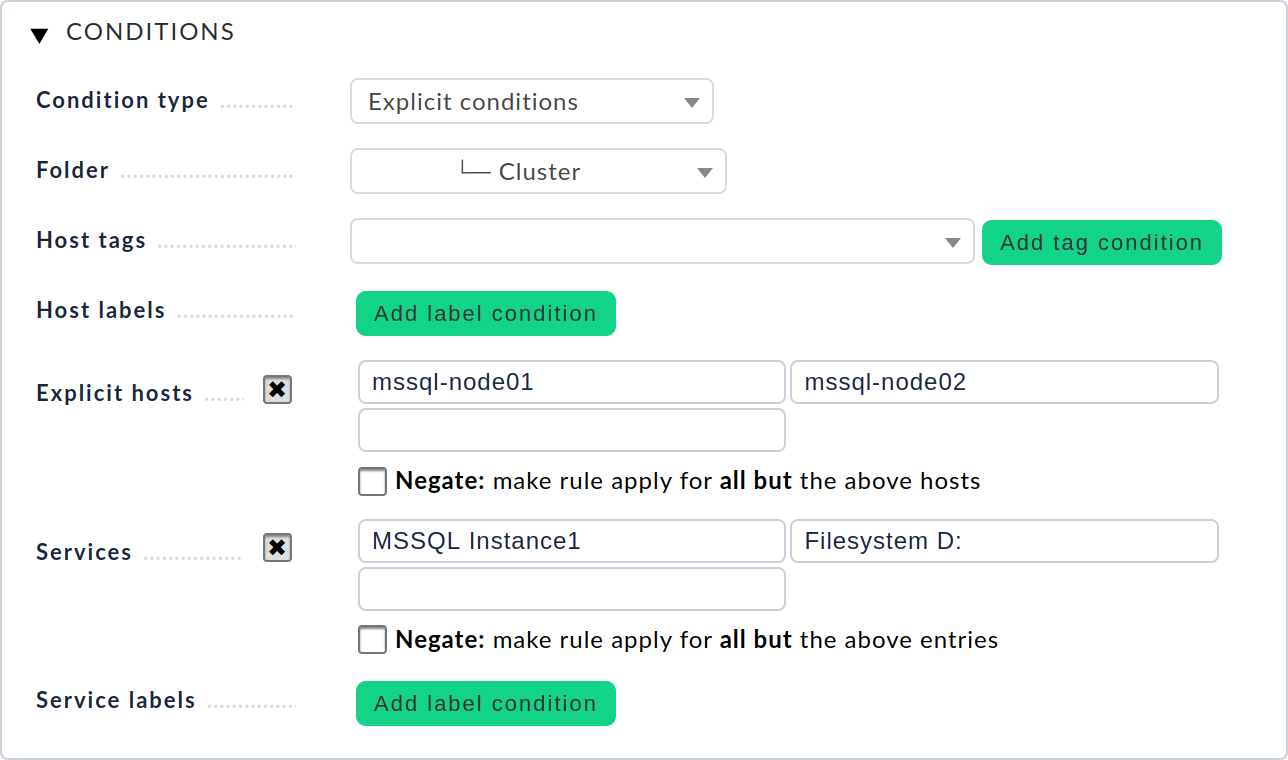 CONDITIONS
Condition type Explicit conditions
Folder Cluster
Host tags Add tag condition
Host labels Add label condition
Explicit hosts mssql-node01 mssql-node02
Negate: make rule apply for all but the above hosts
Services MSSQL Instance1 Filesystem D:
Negate: make rule apply for all but the above entries
Service labels Add label condition